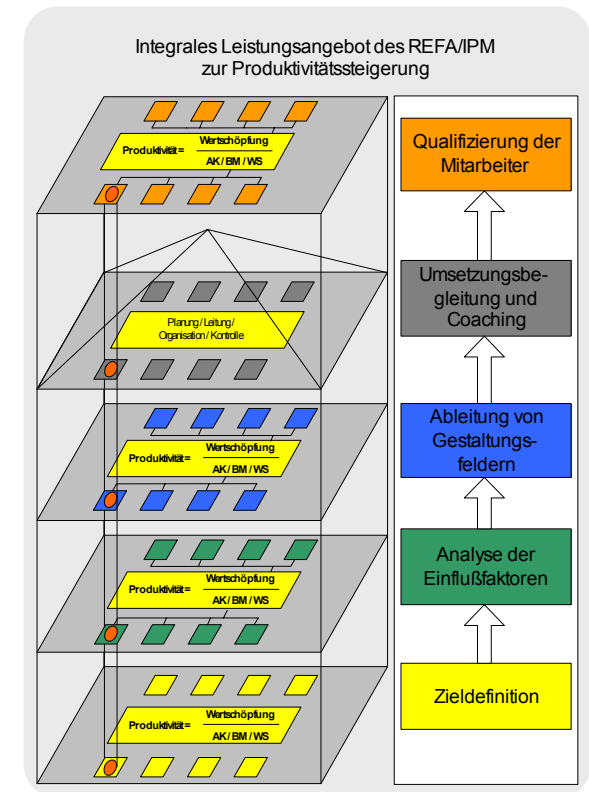 Integrales Leistungsangebot des REFA/IPM
zur Produktivitätssteigerung
Produktivität =
Wertschöpfung
AK / BM / WS
Planung / Leitung /
Organisation / Kontrolle
Produktivität =
Wertschöpfung
AK / BM / WS
Produktivität =
Wertschöpfung
AK / BM / WS
Produktivität =
Wertschöpfung
AK / BM / WS
Qualifizierung der
Mitarbeiter
Umsetzungsbe-
gleitung und
Coaching
Ableitung von
Gestaltungs-
feldern
Analyse der
Einflußfaktoren
Zieldefinition